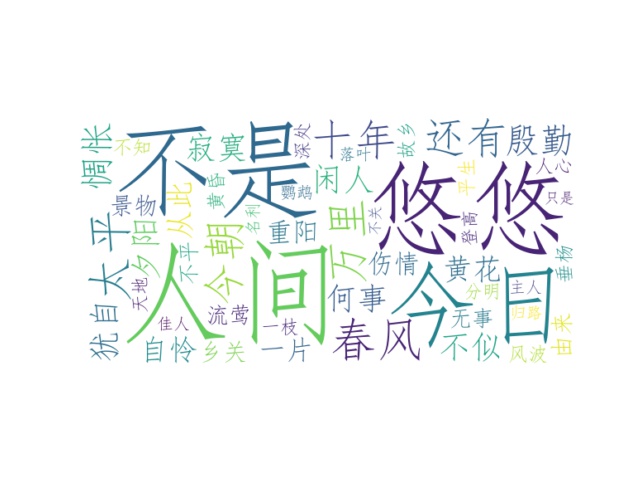 不是
人间
悠悠
今日
惆怅
不知
寂寞
深处
十年
落日
故乡
还有
殷勤
太平
景物
夕阳
从此
黄昏
鹦鹉
闲人
平生
人心
只是
不平
今朝
名利
重阳
万里
不关
登高
垂杨
犹自
天地
佳人
流莺
一枝
伤情
黄花
分明
主人
自怜
乡关
一片
何事
春风
无事
归路
不似
风波
由来